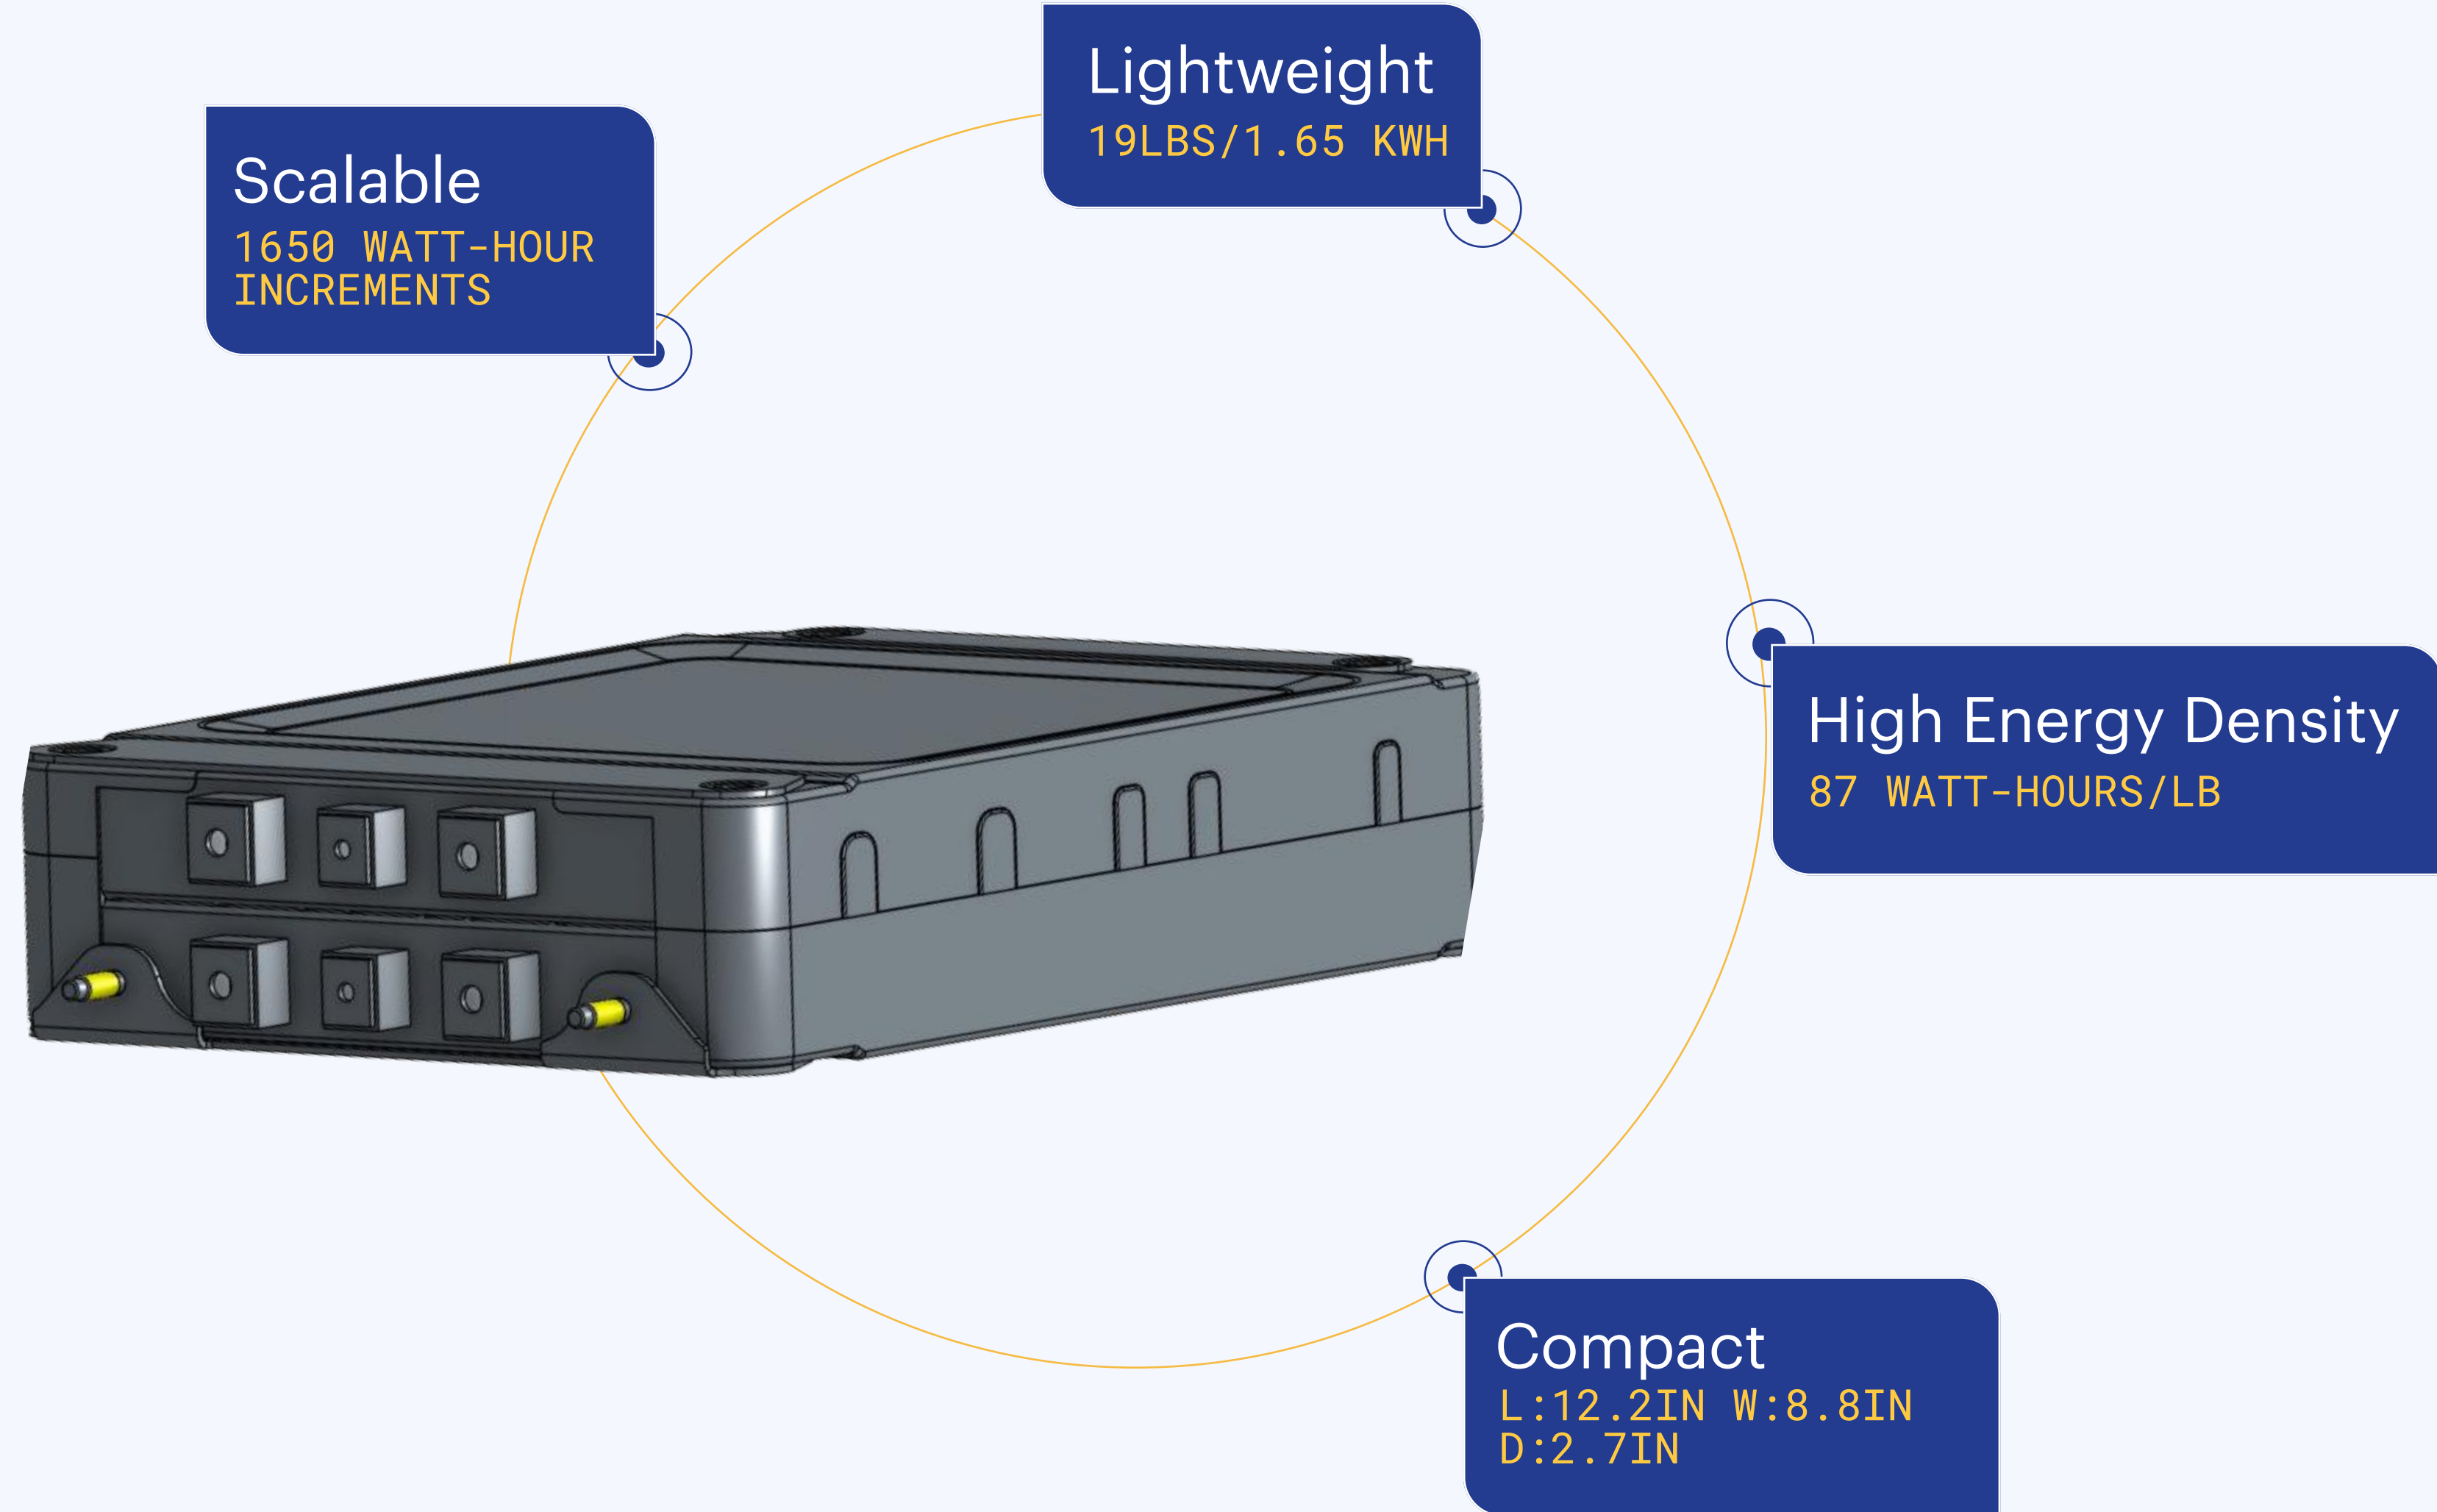 Lightweight
19LBS/1.65 KWH
Scalable
1650 WATT-HOUR
INCREMENTS
High Energy Density
87 WATT-HOURS/LB
Compact
L:12.2IN W:8.8IN
D:2.7IN